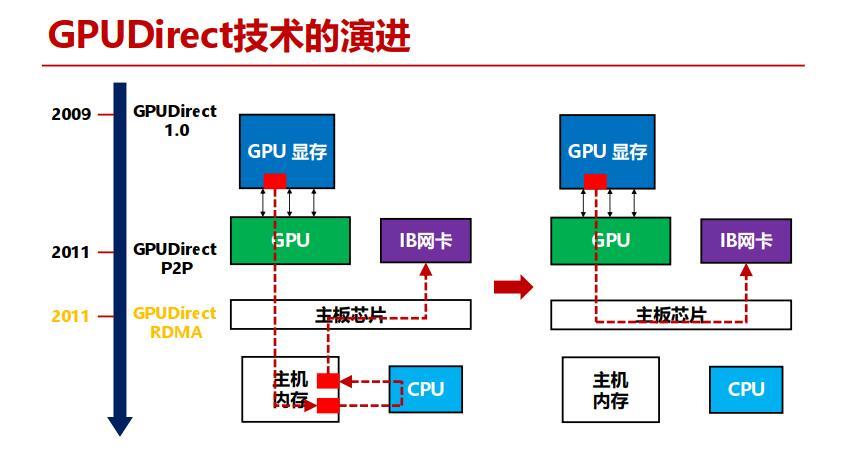 GPUDirect技术的演进
2009
GPUDirect
1.0
2011
GPUDirect
P2P
2011
GPUDirect
RDMA
GPU 显存
GPU
IB网卡
主板芯片
主机
内存
CPU
GPU 显存
GPU
IB网卡
主板芯片
主机
内存
CPU